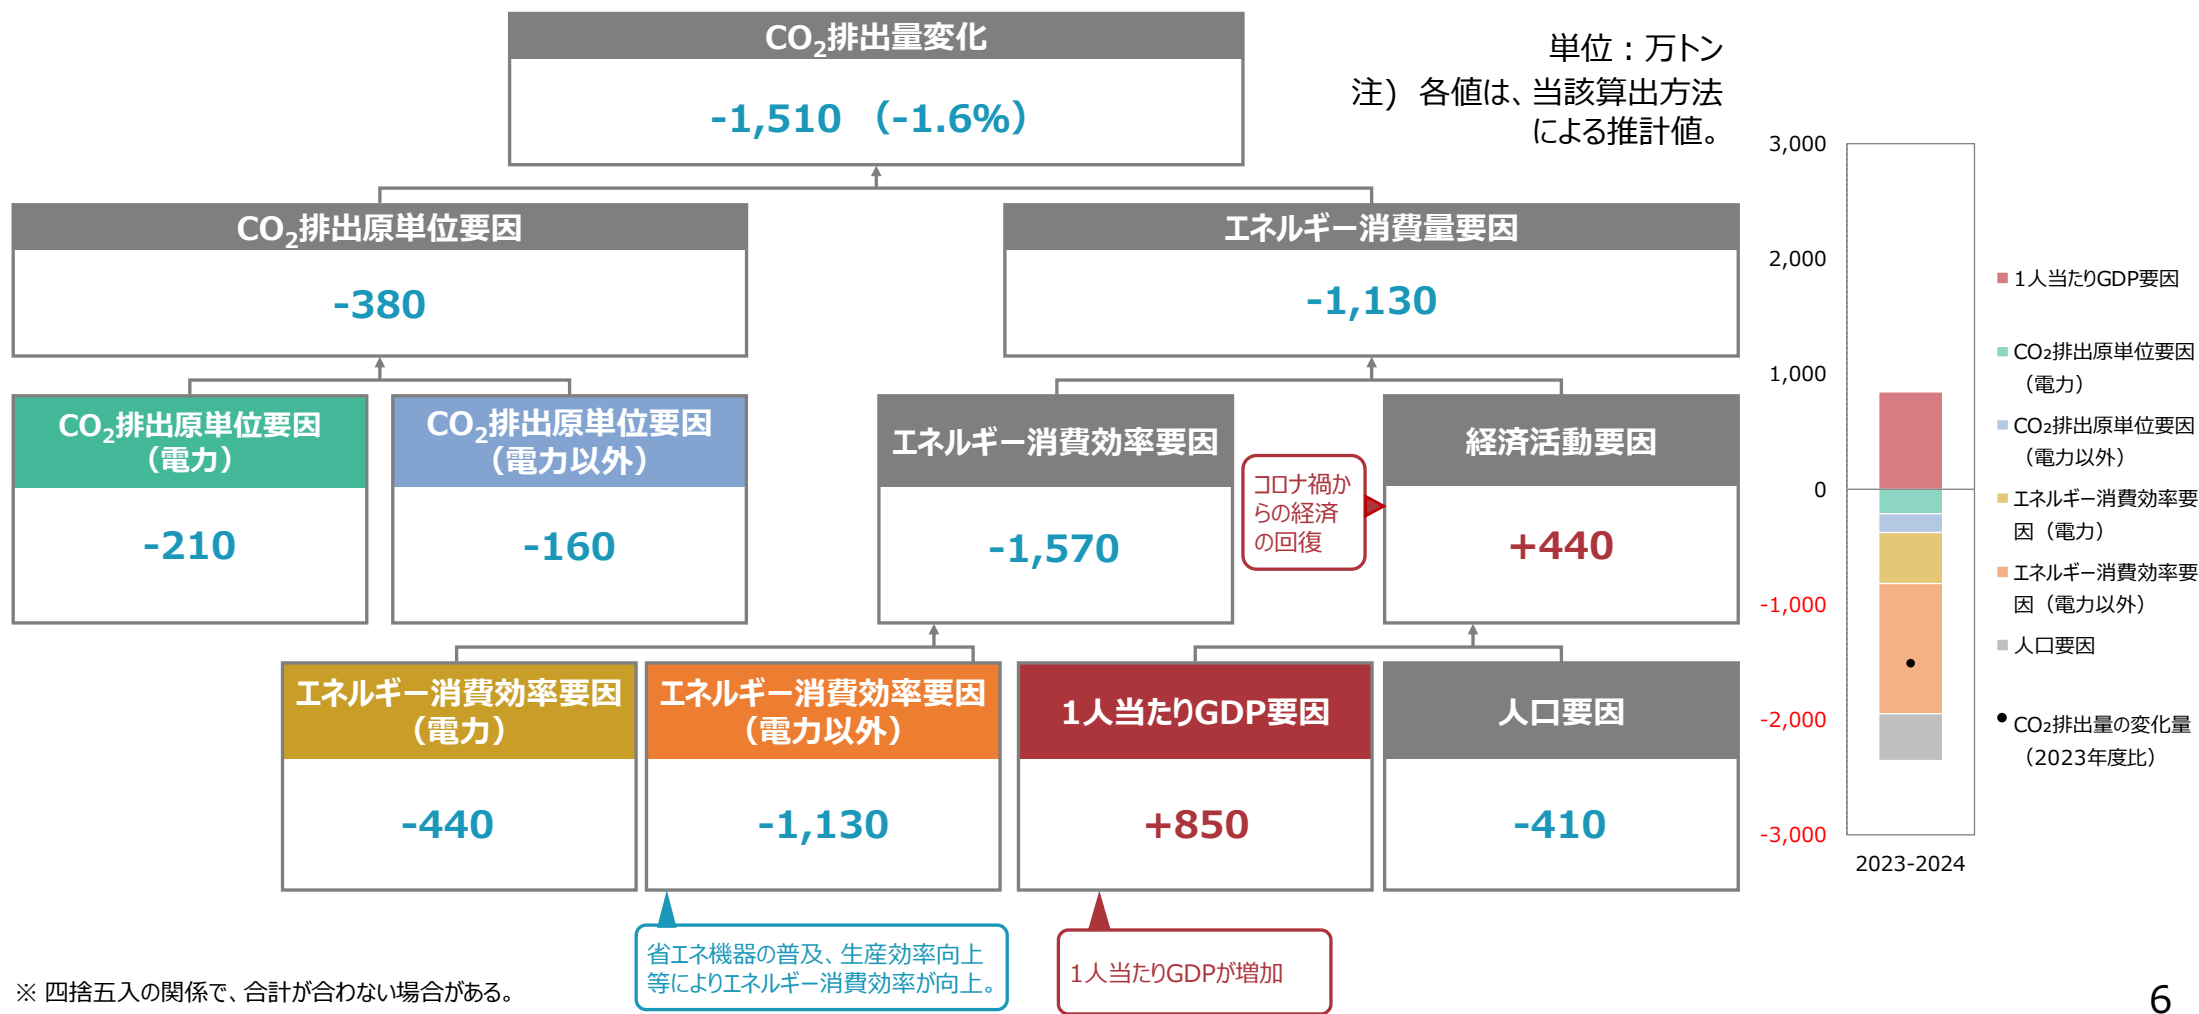 CO₂排出量変化
-1,510 （-1.6%）
単位：万トン
注） 各値は、当該算出方法
による推計値。
CO₂排出原単位要因
-380
エネルギー消費量要因
-1,130
CO₂排出原単位要因
（電力）
-210
CO₂排出原単位要因
（電力以外）
-160
エネルギー消費効率要因
-1,570
コロナ禍か
らの経済
の回復
経済活動要因
+440
エネルギー消費効率要因
（電力）
-440
エネルギー消費効率要因
（電力以外）
-1,130
1人当たりGDP要因
+850
人口要因
-410
省エネ機器の普及、生産効率向上
等によりエネルギー消費効率が向上。
1人当たりGDPが増加
3,000
2,000
1,000
0
-1,000
-2,000
-3,000
2023-2024
1人当たりGDP要因
CO₂排出原単位要因
（電力）
CO₂排出原単位要因
（電力以外）
エネルギー消費効率要
因（電力）
エネルギー消費効率要
因（電力以外）
人口要因
CO₂排出量の変化量
（2023年度比）
※ 四捨五入の関係で、合計が合わない場合がある。
6